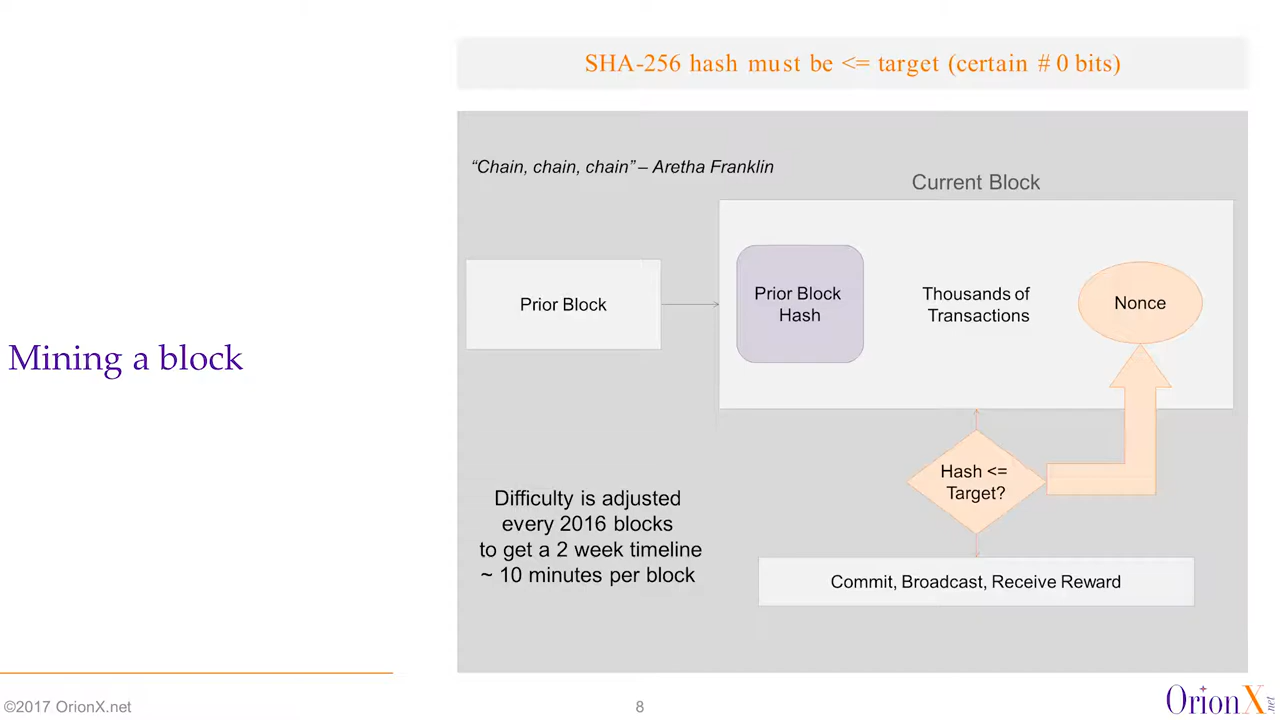 SHA-256 hash must be <= target (certain # 0 bits)
“Chain, chain, chain” – Aretha Franklin
Current Block
Prior Block
Prior Block
Hash
Thousands of
Transactions
Nonce
Mining a block
Hash <=
Target?
Difficulty is adjusted
every 2016 blocks
to get a 2 week timeline
~ 10 minutes per block
Commit, Broadcast, Receive Reward
©2017 OrionX.net
8
OrionX.net